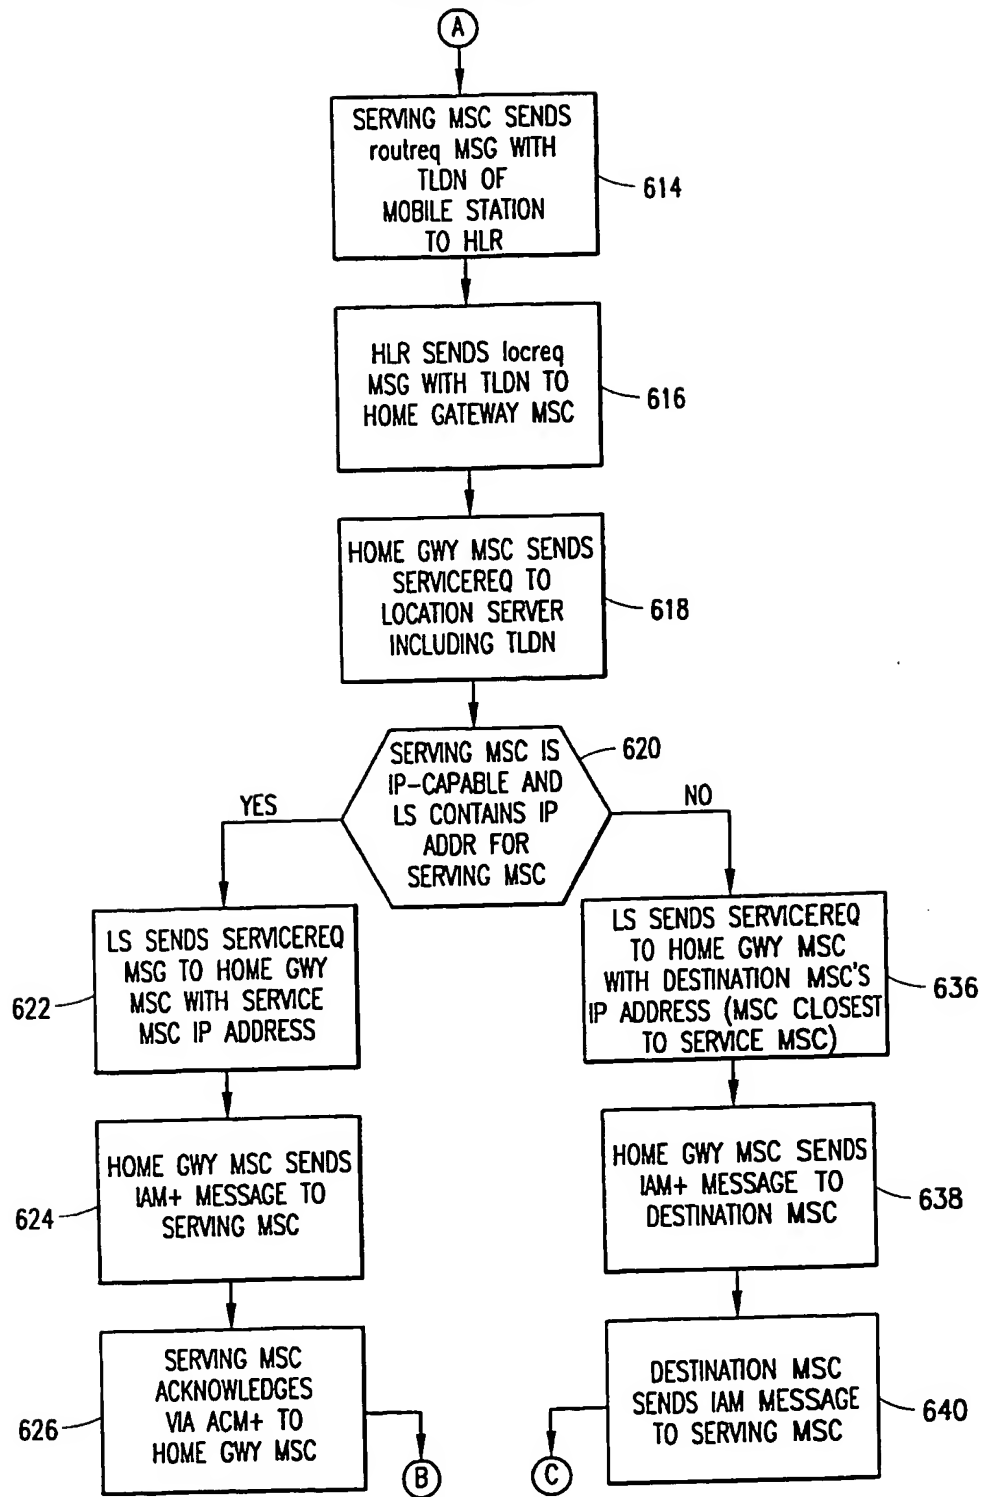 A
SERVING MSC SENDS
routreq MSG WITH
TLDN OF
MOBILE STATION
TO HLR
614
HLR SENDS locreq
MSG WITH TLDN TO
HOME GATEWAY MSC
616
HOME GWY MSC SENDS
SERVICEREQ TO
LOCATION SERVER
INCLUDING TLDN
618
SERVING MSC IS
IP-CAPABLE AND
LS CONTAINS IP
ADDR FOR
SERVING MSC
620
YES
NO
LS SENDS SERVICEREQ
MSG TO HOME GWY
MSC WITH SERVICE
MSC IP ADDRESS
622
LS SENDS SERVICEREQ
TO HOME GWY MSC
WITH DESTINATION MSC'S
IP ADDRESS (MSC CLOSEST
TO SERVICE MSC)
636
HOME GWY MSC SENDS
IAM+ MESSAGE TO
SERVING MSC
624
HOME GWY MSC SENDS
IAM+ MESSAGE TO
DESTINATION MSC
638
SERVING MSC
ACKNOWLEDGES
VIA ACM+ TO
HOME GWY MSC
626
DESTINATION MSC
SENDS IAM MESSAGE
TO SERVING MSC
640
B
C